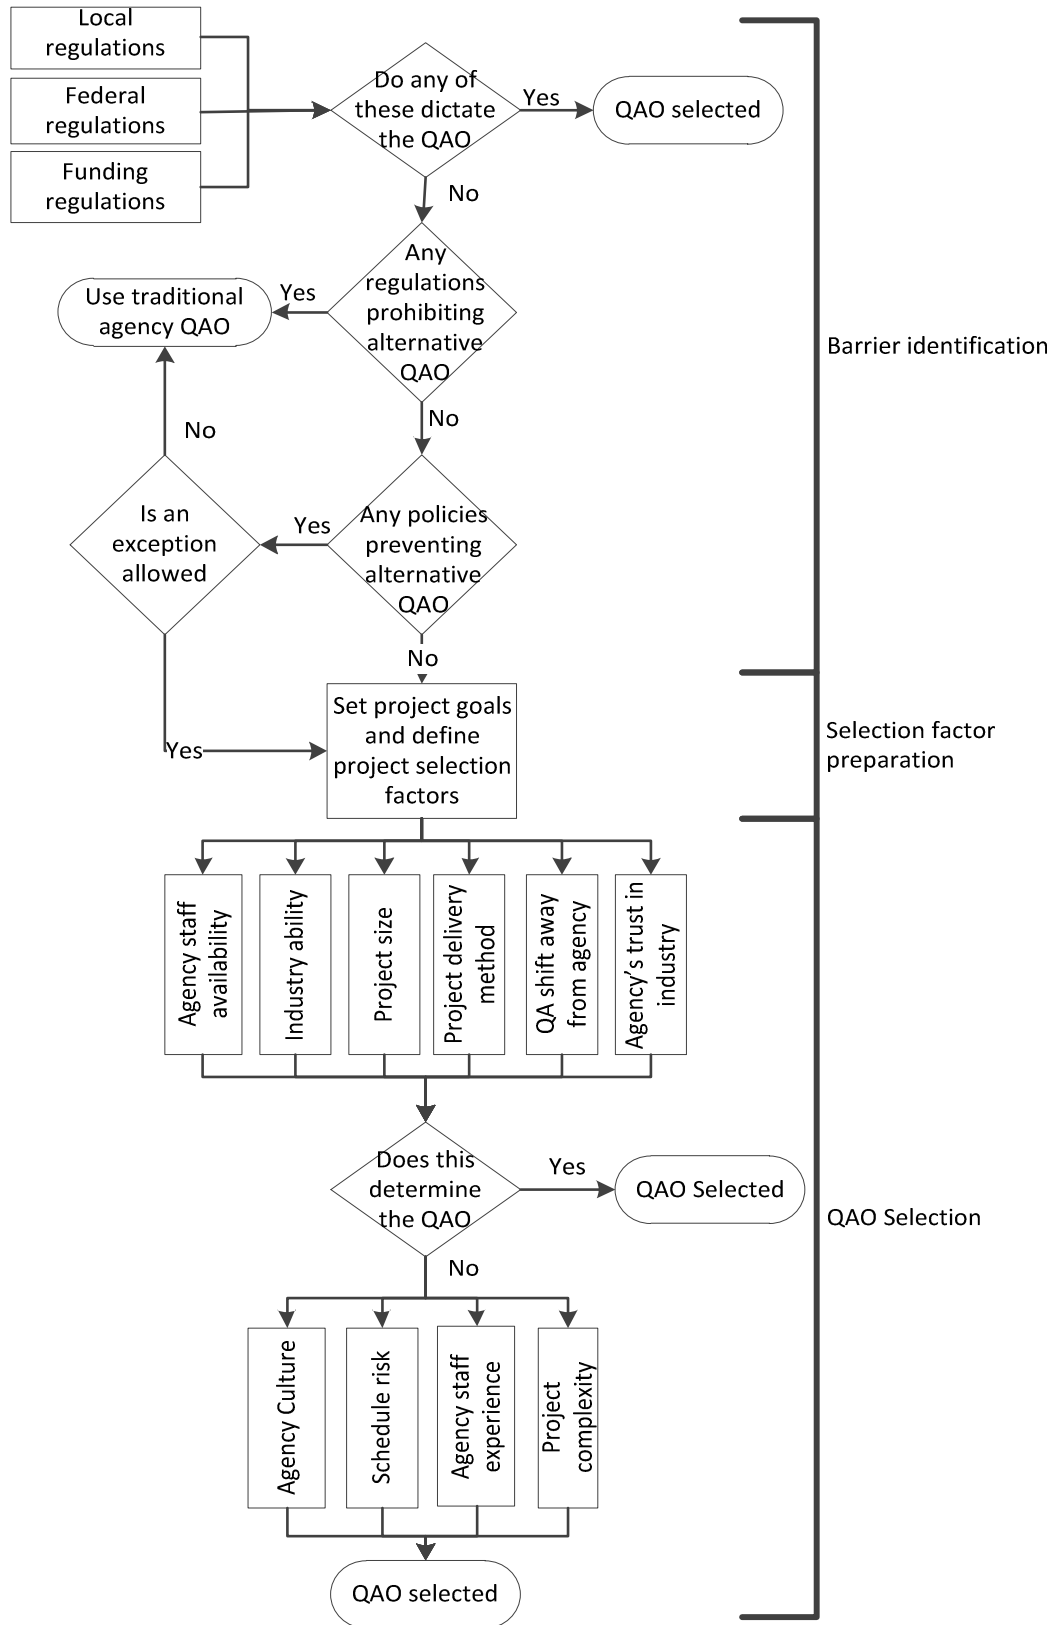 Local
regulations
Federal
regulations
Funding
regulations
Do any of
these dictate
the QAO
Yes
QAO selected
No
Any
regulations
prohibiting
alternative
QAO
Yes
Use traditional
agency QAO
No
No
Is an
exception
allowed
Yes
Any policies
preventing
alternative
QAO
No
Yes
Set project goals
and define
project selection
factors
Barrier identification
Selection factor
preparation
Agency staff
availability
Industry ability
Project size
Project delivery
method
QA shift away
from agency
Agency’s trust in
industry
Does this
determine
the QAO
Yes
QAO Selected
QAO Selection
No
Agency Culture
Schedule risk
Agency staff
experience
Project
complexity
QAO selected